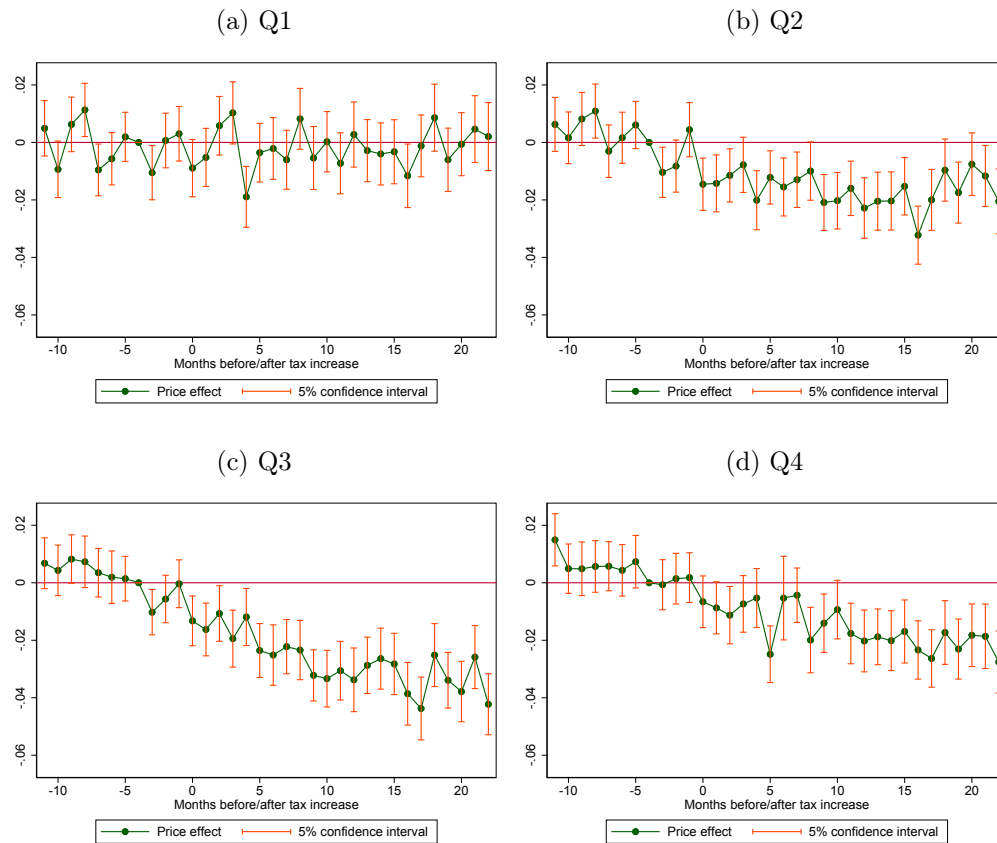 (a) Q1
(b) Q2
.02
0
-.02
-.04
-.06
-10 -5 0 5 10 15 20
Months before/after tax increase
Price effect 5% confidence interval
.02
0
-.02
-.04
-.06
-10 -5 0 5 10 15 20
Months before/after tax increase
Price effect 5% confidence interval
(c) Q3
(d) Q4
.02
0
-.02
-.04
-.06
-10 -5 0 5 10 15 20
Months before/after tax increase
Price effect 5% confidence interval
.02
0
-.02
-.04
-.06
-10 -5 0 5 10 15 20
Months before/after tax increase
Price effect 5% confidence interval